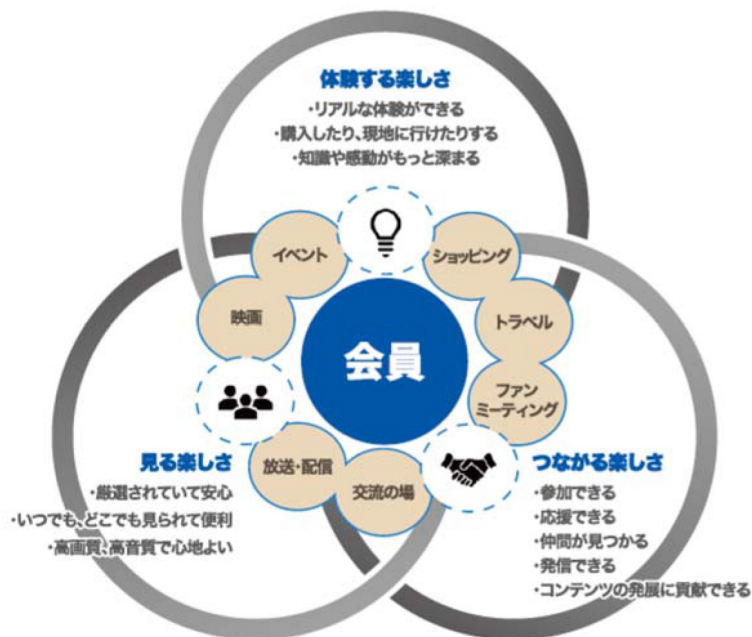 体験する楽しさ
・リアルな体験ができる
・購入したり、現地に行けたりする
・知識や感動がもっと深まる
イベント
ショッピング
映画
トラベル
会員
ファン
ミーティング
放送・配信
交流の場
見る楽しさ
・厳選されていて安心
・いつでも、どこでも見られて便利
・高画質、高音質で心地よい
つながる楽しさ
・参加できる
・応援できる
・仲間が見つかる
・発信できる
・コンテンツの発展に貢献できる